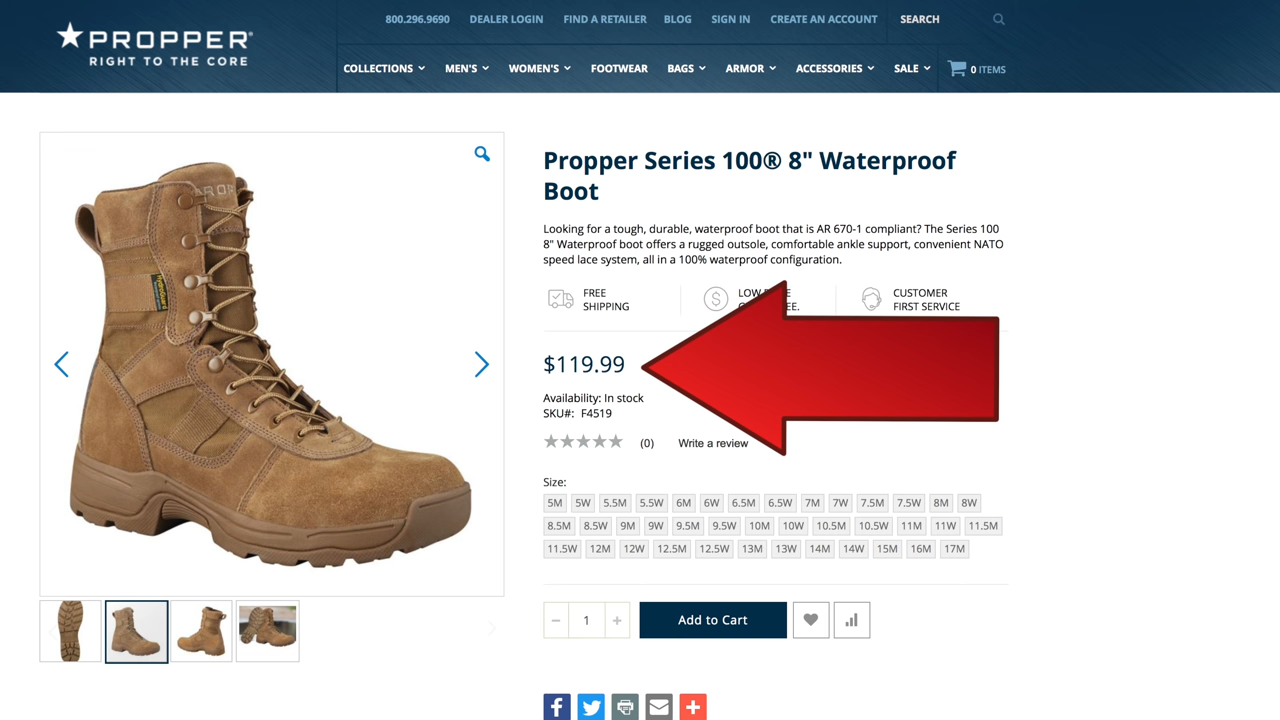 800.296.9690 DEALER LOGIN FIND A RETAILER BLOG SIGN IN CREATE AN ACCOUNT SEARCH
PROPPER®
RIGHT TO THE CORE
COLLECTIONS MEN'S WOMEN'S FOOTWEAR BAGS ARMOR ACCESSORIES SALE 0 ITEMS
Propper Series 100® 8" Waterproof
Boot
Looking for a tough, durable, waterproof boot that is AR 670-1 compliant? The Series 100
8" Waterproof boot offers a rugged outsole, comfortable ankle support, convenient NATO
speed lace system, all in a 100% waterproof configuration.
FREE
SHIPPING
LOW
CUSTOMER
FIRST SERVICE
$119.99
Availability: In stock
SKU#: F4519
(0) Write a review
Size:
5M 5W 5.5M 5.5W 6M 6W 6.5M 6.5W 7M 7W 7.5M 7.5W 8M 8W
8.5M 8.5W 9M 9W 9.5M 9.5W 10M 10W 10.5M 10.5W 11M 11W 11.5M
11.5W 12M 12W 12.5M 12.5W 13M 13W 14M 14W 15M 16M 17M
1 Add to Cart